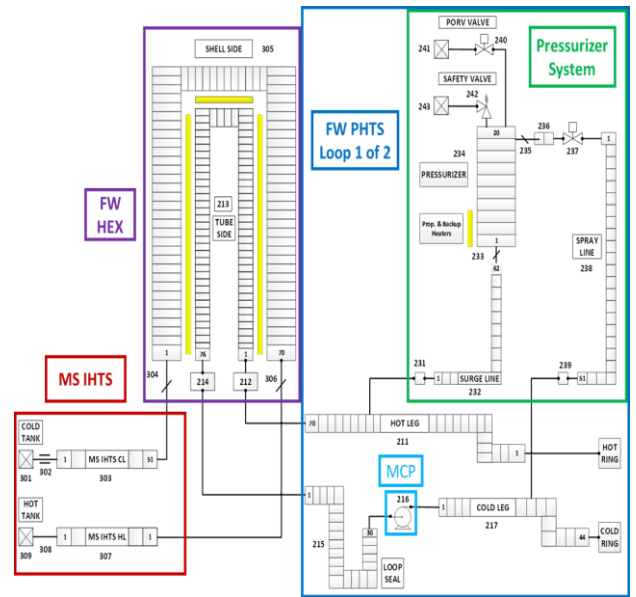 PORV VALVE
241
240
SAFETY VALVE
242
243
Pressurizer
System
SHELL SIDE
305
FW PHTS
Loop 1 of 2
20
235
236
237
1
234
PRESSURIZER
FW
HEX
213
TUBE
SIDE
Prop. & Backup
Heaters
1
233
62
SPRAY
LINE
238
1
76
1
70
304
214
212
306
231
1
SURGE LINE
232
239
51
MS IHTS
COLD
TANK
301
302
1
MS IHTS CL
51
303
HOT
TANK
309
308
1
MS IHTS HL
1
307
70
HOT LEG
211
1
HOT
RING
MCP
216
1
215
30
LOOP
SEAL
1
COLD LEG
217
44
COLD
RING